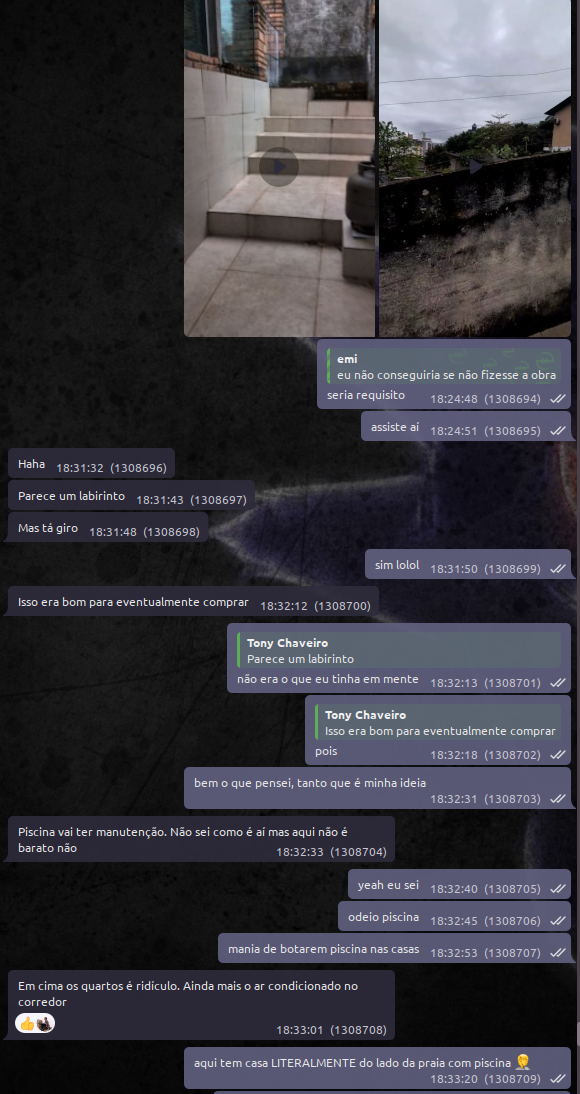 emi
eu não conseguiria se não fizesse a obra
seria requisito 18:24:48 (1308694)
assiste aí 18:24:51 (1308695)
Haha 18:31:32 (1308696)
Parece um labirinto 18:31:43 (1308697)
Mas tá giro 18:31:48 (1308698)
sim lolol 18:31:50 (1308699)
Isso era bom para eventualmente comprar 18:32:12 (1308700)
Tony Chaveiro
Parece um labirinto
não era o que eu tinha em mente 18:32:13 (1308701)
Tony Chaveiro
Isso era bom para eventualmente comprar
pois 18:32:18 (1308702)
bem o que pensei, tanto que é minha ideia
18:32:31 (1308703)
Piscina vai ter manutenção. Não sei como é aí mas aqui não é
barato não 18:32:33 (1308704)
yeah eu sei 18:32:40 (1308705)
odeio piscina 18:32:45 (1308706)
mania de botarem piscina nas casas 18:32:53 (1308707)
Em cima os quartos é ridículo. Ainda mais o ar condicionado no
corredor
18:33:01 (1308708)
aqui tem casa LITERALMENTE do lado da praia com piscina 🤦
18:33:20 (1308709)